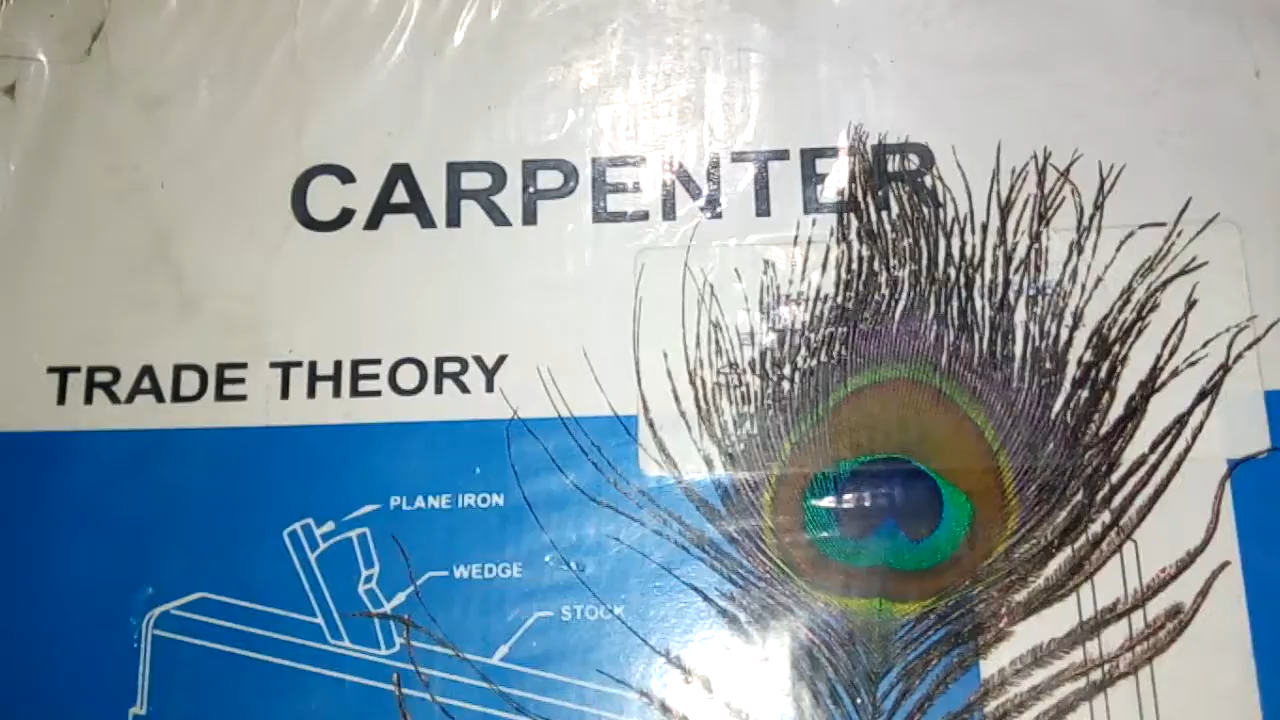 CARPENTER
TRADE THEORY
PLANE IRON
WEDGE
STOCK